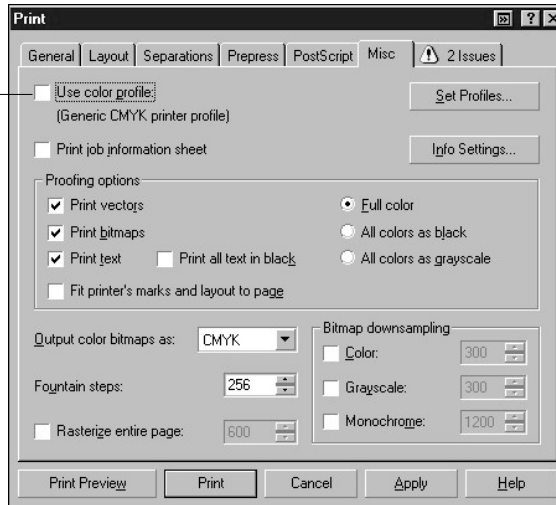 Print
General Layout Separations Prepress PostScript Misc 2 Issues
Use color profile: Set Profiles...
(Generic CMYK printer profile)
Print job information sheet Info Settings...
Proofing options
Print vectors Full color
Print bitmaps All colors as black
Print text Print all text in black All colors as grayscale
Fit printer's marks and layout to page
Output color bitmaps as: CMYK Bitmap downsampling
Color: 300
Fountain steps: 256 Grayscale: 300
Rasterize entire page: 600 Monochrome: 1200
Print Preview Print Cancel Apply Help